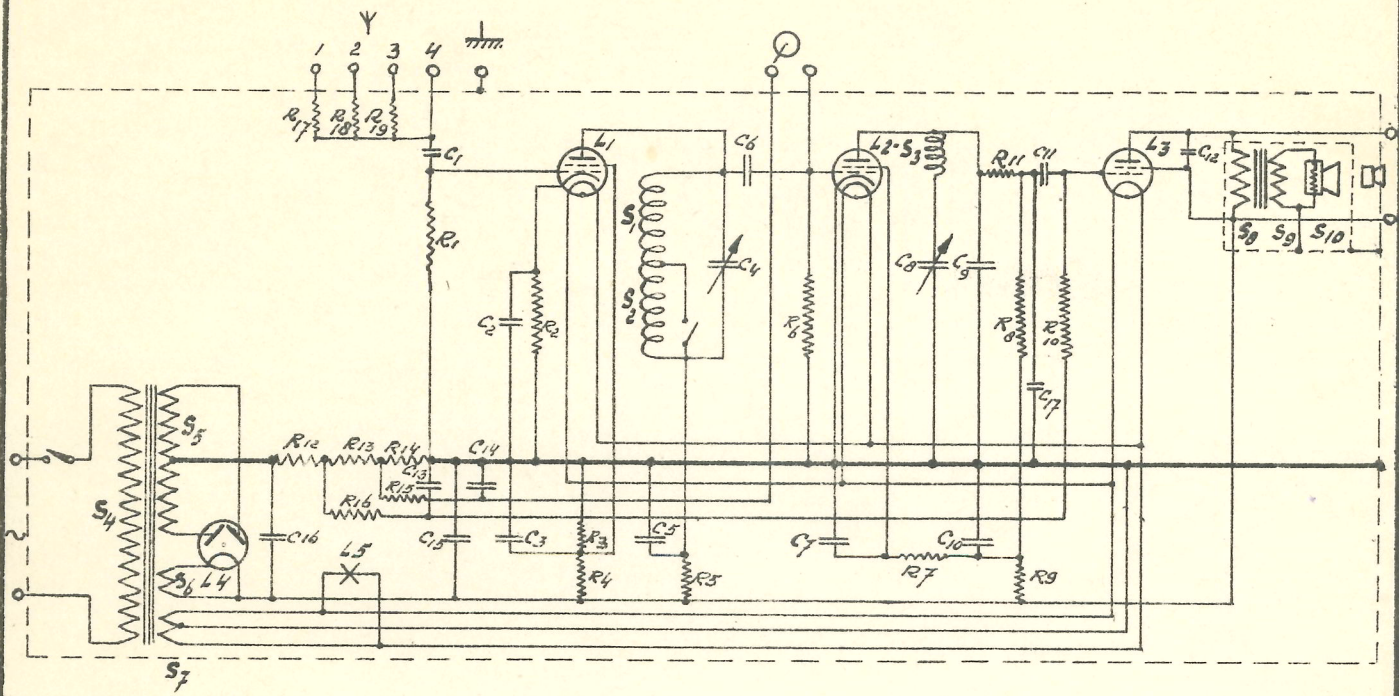 1 2 3 4
R17 R18 R19
C1
L1
C6
L2 S3
R11 C11
L3 C12
R1
S1
S2
C2 R2
C4
R6
C8 C9
R8 R10
C17
S8 S9 S10
S5
R12 R13 R14 C14
C13
R15
R16
S4
C16
C15 C3 R3 C5
C7 C10
R4 R5
R7 R9
S6 L4
L5
S7